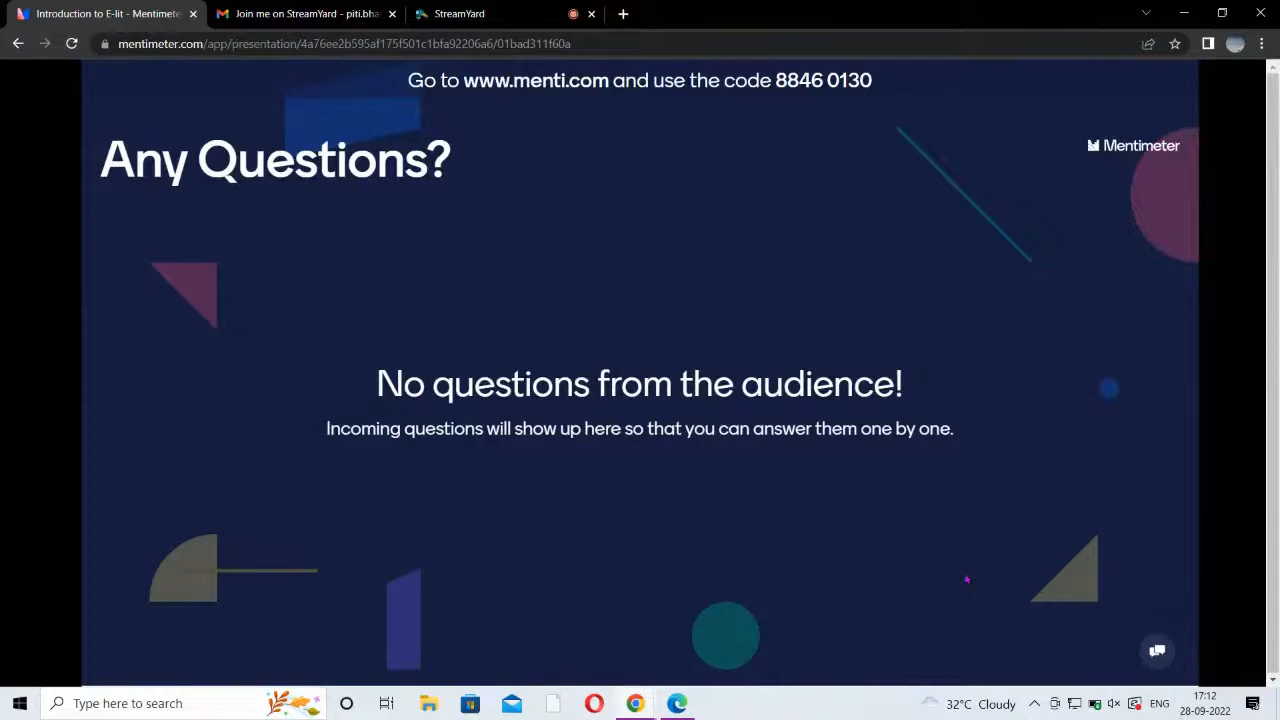 Introduction to E-lit - Mentimete
Join me on StreamYard - piti.bha
StreamYard
mentimeter.com/app/presentation/4a76ee2b595af175f501c1bfa92206a6/01bad311f60a
Go to www.menti.com and use the code 8846 0130
Any Questions?
Mentimeter
No questions from the audience!
Incoming questions will show up here so that you can answer them one by one.
Type here to search
32°C Cloudy
ENG
17:12
28-09-2022